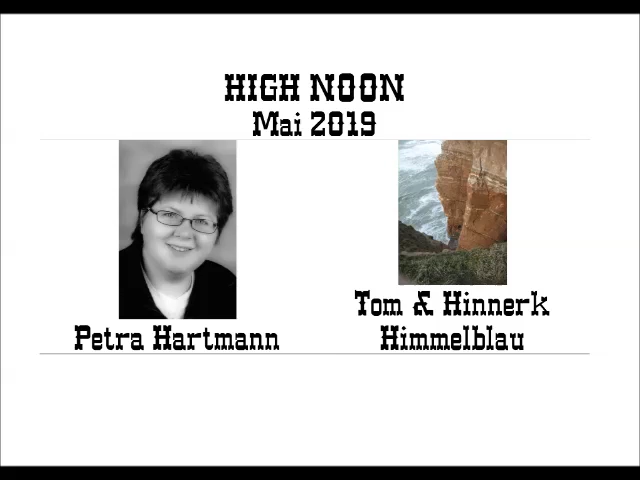 HIGH NOON
Mai 2019
Petra Hartmann
Tom & Hinnerk
Himmelblau